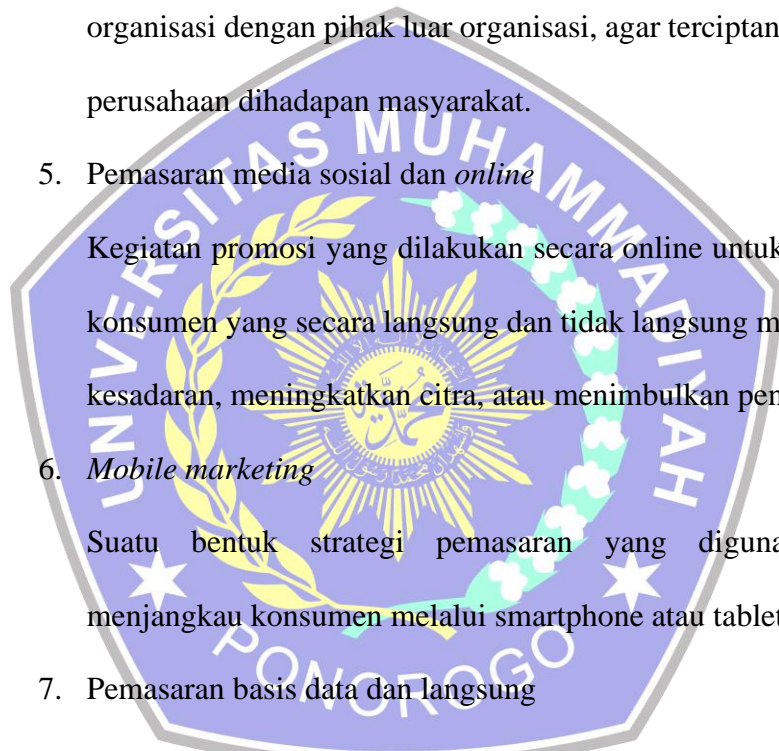 organisasi dengan pihak luar organisasi, agar terciptan
perusahaan dihadapan masyarakat.
5. Pemasaran media sosial dan online
Kegiatan promosi yang dilakukan secara online untuk
konsumen yang secara langsung dan tidak langsung m
kesadaran, meningkatkan citra, atau menimbulkan pen
6. Mobile marketing
Suatu bentuk strategi pemasaran yang diguna
menjangkau konsumen melalui smartphone atau tablet
7. Pemasaran basis data dan langsung
UNIVERSITAS MUHAMMADIYAH
PONOROGO